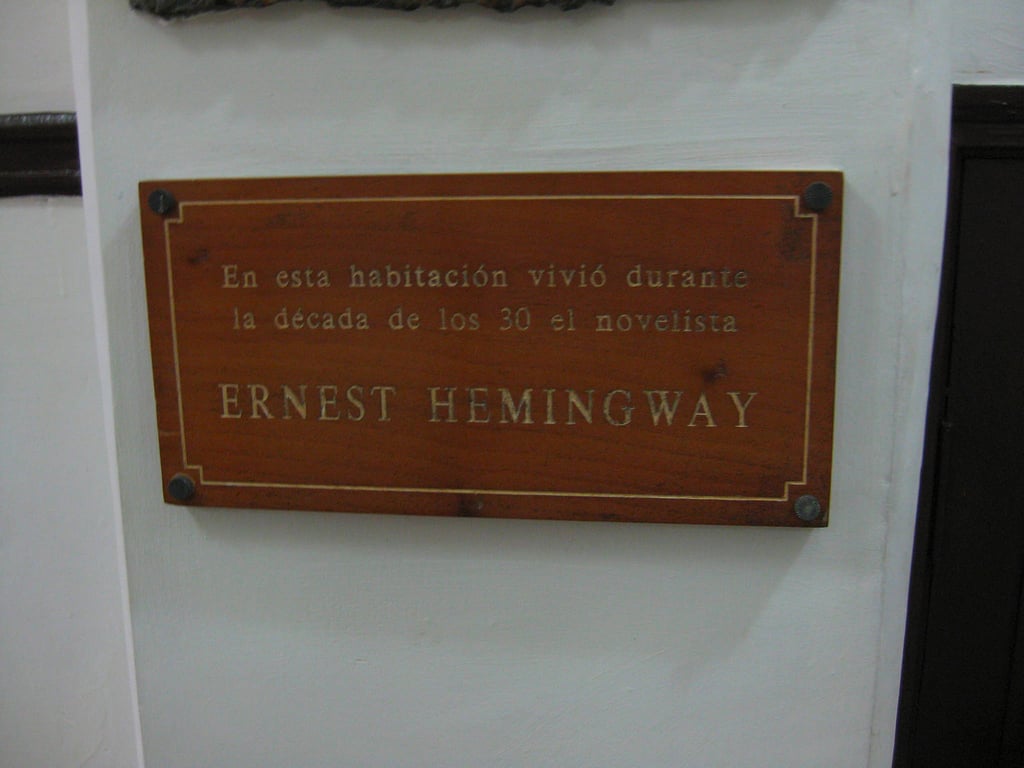 En esta habitación vivió durante
la década de los 30 el novelista
ERNEST HEMINGWAY